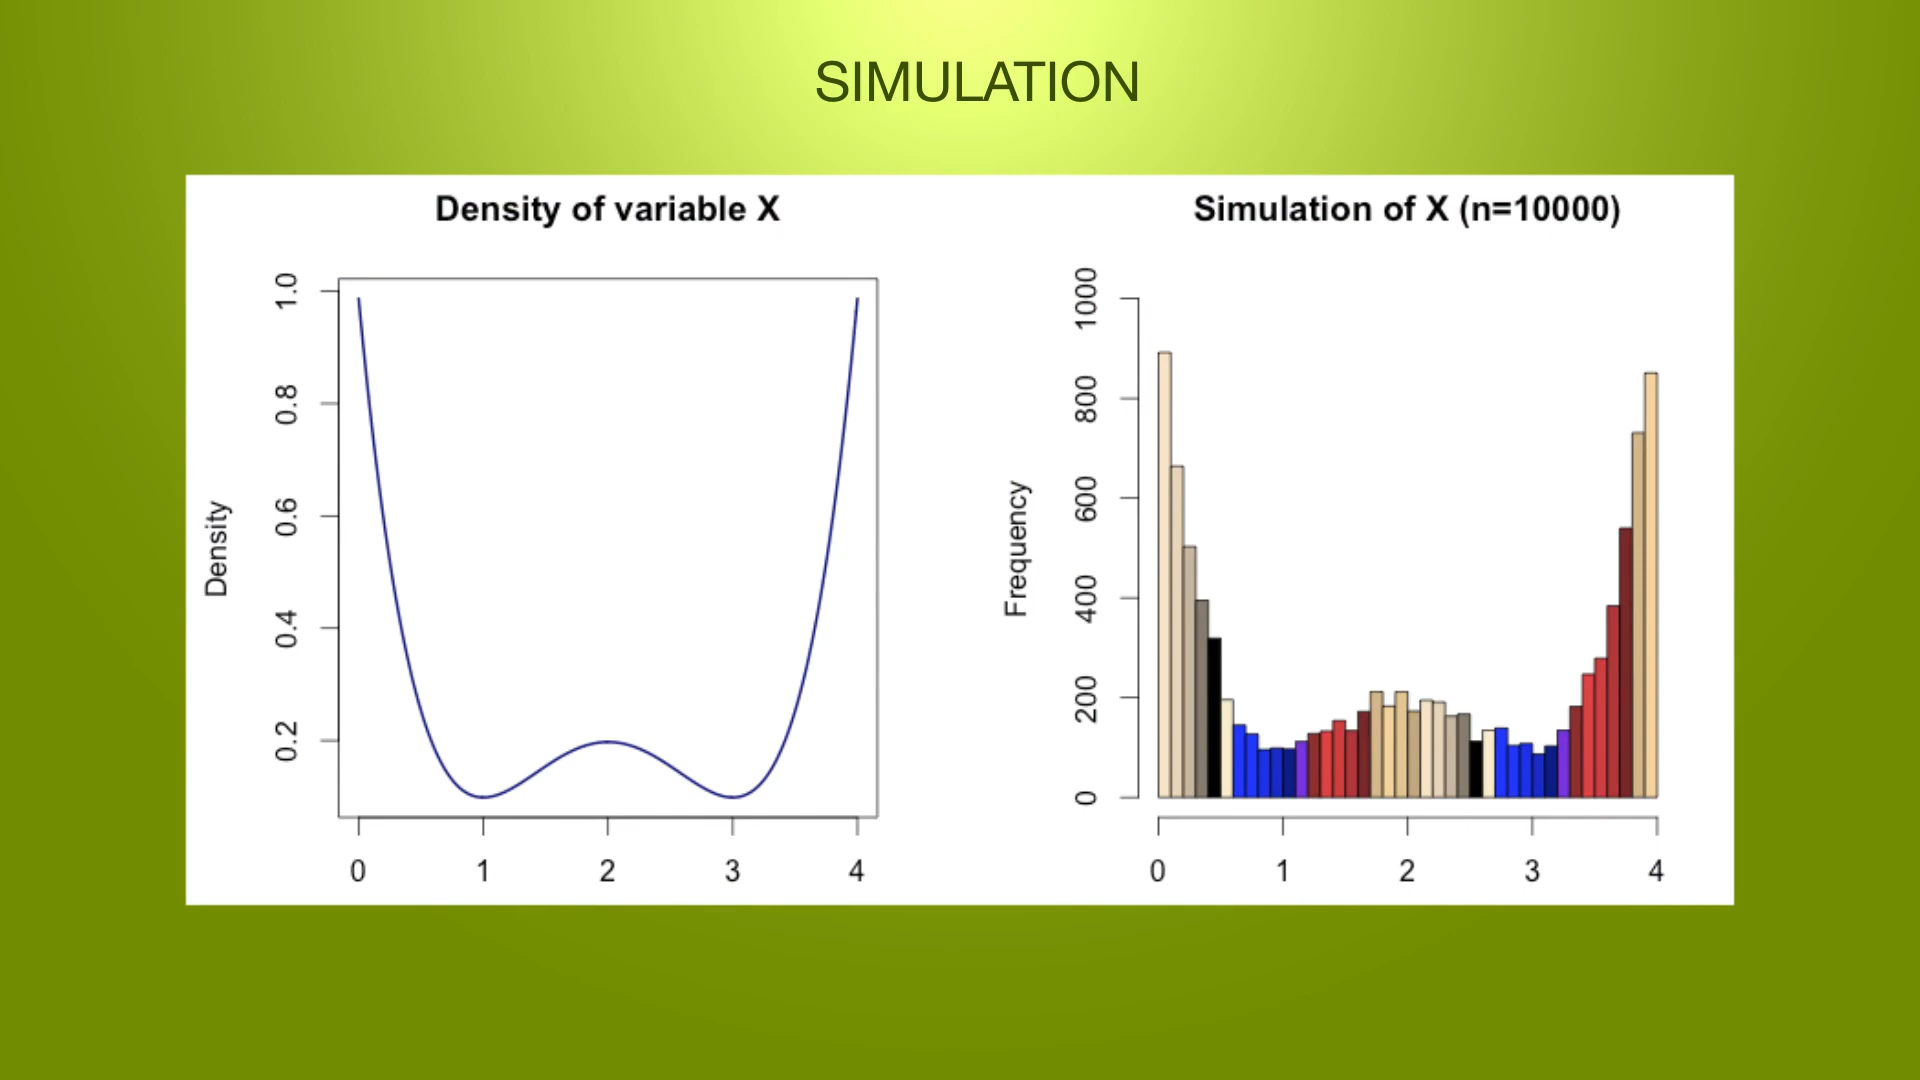 SIMULATION
Density of variable X
Density
1.0
0.8
0.6
0.4
0.2
0 1 2 3 4
Simulation of X (n=10000)
Frequency
1000
800
600
400
200
0
0 1 2 3 4